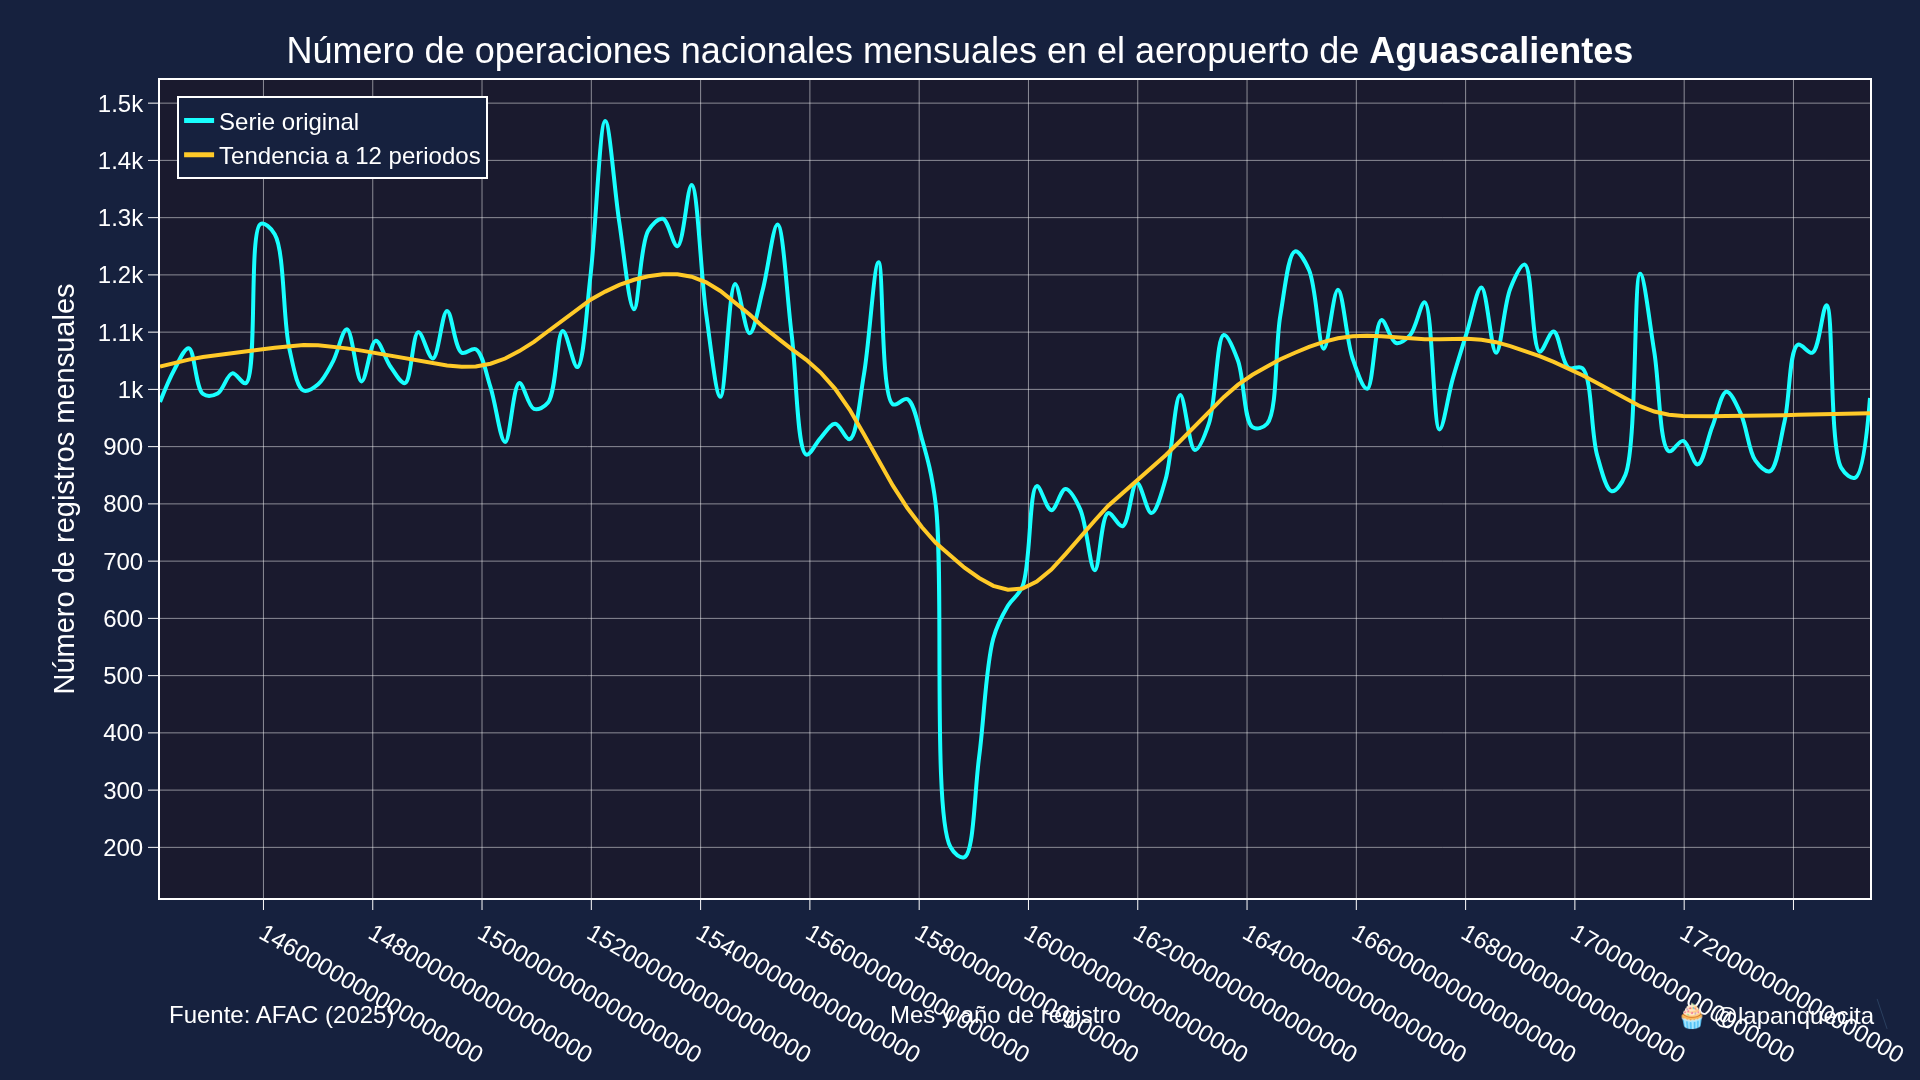 Número de operaciones nacionales mensuales en el aeropuerto de Aguascalientes
Serie original
Tendencia a 12 periodos
Número de registros mensuales
1.5k
1.4k
1.3k
1.2k
1.1k
1k
900
800
700
600
500
400
300
200
1460000000000000000
1480000000000000000
1500000000000000000
1520000000000000000
1540000000000000000
1560000000000000000
1580000000000000000
1600000000000000000
1620000000000000000
1640000000000000000
1660000000000000000
1680000000000000000
1700000000000000000
1720000000000000000
Fuente: AFAC (2025)
Mes y año de registro
🧁 @lapanquecita